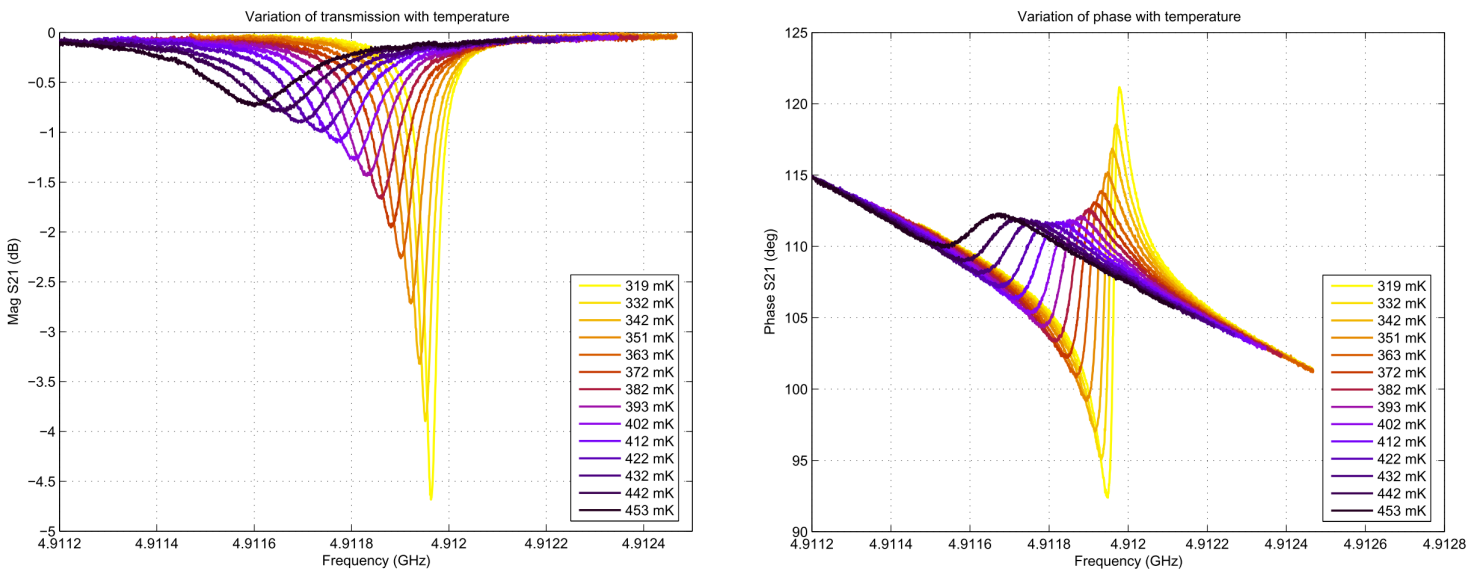 Variation of transmission with temperature
0
−0.5
−1
−1.5
−2
−2.5
−3
−3.5
−4
−4.5
−5
Mag S21 (dB)
4.9112
4.9114
4.9116
4.9118
4.912
4.9122
4.9124
Frequency (GHz)
319 mK
332 mK
342 mK
351 mK
363 mK
372 mK
382 mK
393 mK
402 mK
412 mK
422 mK
432 mK
442 mK
453 mK
Variation of phase with temperature
125
120
115
110
105
100
95
90
Phase S21 (deg)
4.9112
4.9114
4.9116
4.9118
4.912
4.9122
4.9124
4.9126
4.9128
Frequency (GHz)
319 mK
332 mK
342 mK
351 mK
363 mK
372 mK
382 mK
393 mK
402 mK
412 mK
422 mK
432 mK
442 mK
453 mK